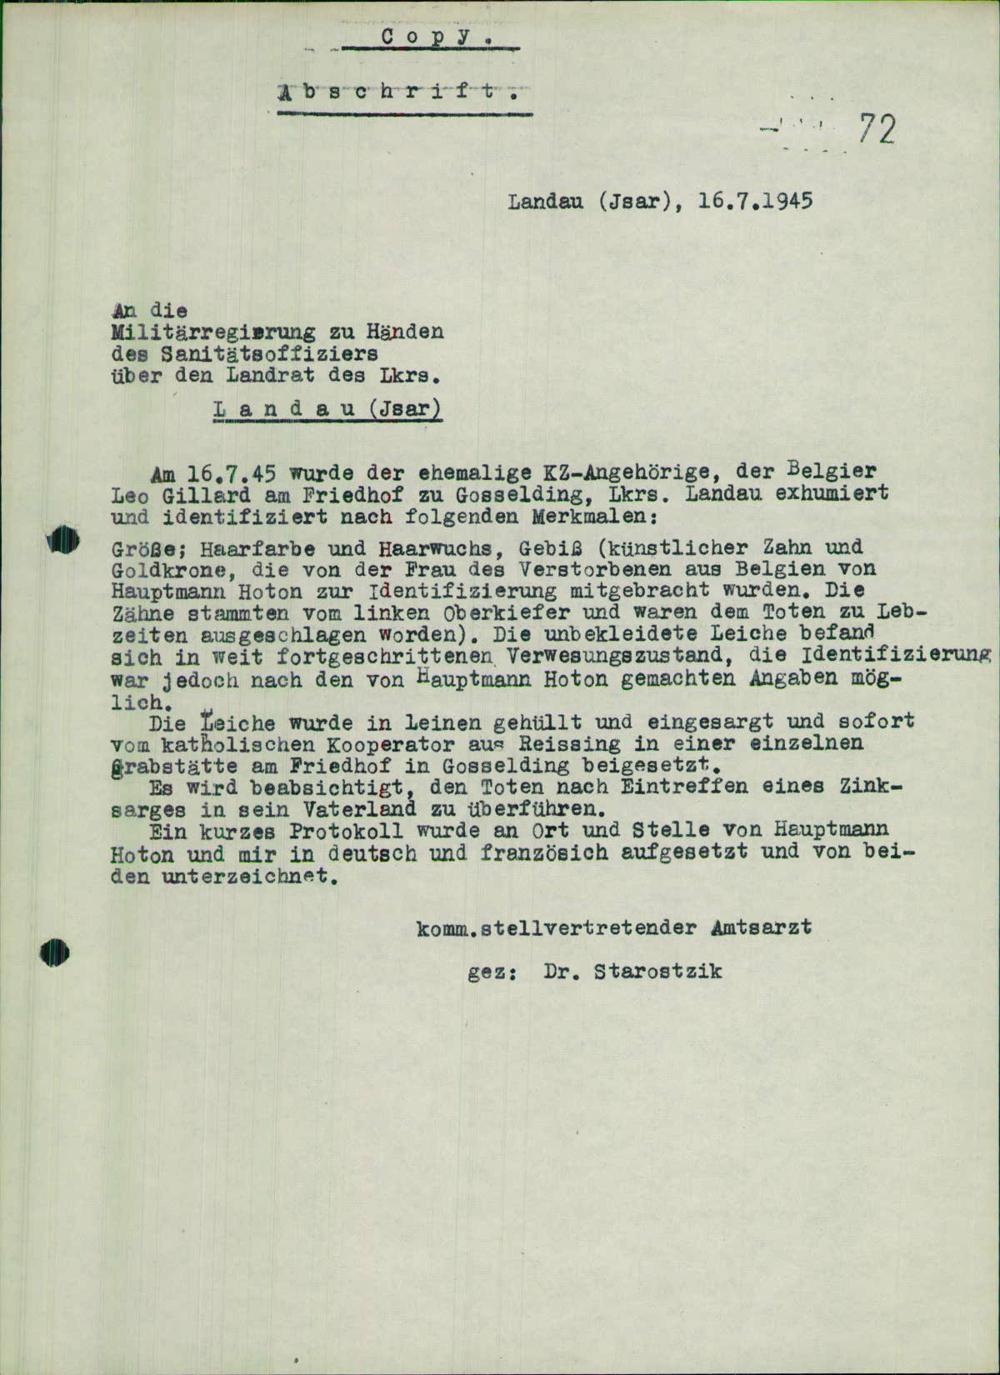 Copy.
Abschrift.
72
Landau (Jsar), 16.7.1945
An die
Militärregierung zu Händen
des Sanitätsoffiziers
über den Landrat des Lkrs.
Landau (Jsar)
Am 16.7.45 wurde der ehemalige KZ-Angehörige, der Belgier
Leo Gillard am Friedhof zu Gosselding, Lkrs. Landau exhumiert
und identifiziert nach folgenden Merkmalen:
Größe; Haarfarbe und Haarwuchs, Gebiß (künstlicher Zahn und
Goldkrone, die von der Frau des Verstorbenen aus Belgien von
Hauptmann Hoton zur Identifizierung mitgebracht wurden. Die
Zähne stammten vom linken Oberkiefer und waren dem Toten zu Leb-
zeiten ausgeschlagen worden). Die unbekleidete Leiche befand
sich in weit fortgeschrittenen Verwesungszustand, die Identifizierung
war jedoch nach den von Hauptmann Hoton gemachten Angaben mög-
lich.
Die Leiche wurde in Leinen gehüllt und eingesargt und sofort
vom katholischen Kooperator aus Reissing in einer einzelnen
Grabstätte am Friedhof in Gosselding beigesetzt.
Es wird beabsichtigt, den Toten nach Eintreffen eines Zink-
sarges in sein Vaterland zu überführen.
Ein kurzes Protokoll wurde an Ort und Stelle von Hauptmann
Hoton und mir in deutsch und französich aufgesetzt und von bei-
den unterzeichnet.
komm.stellvertretender Amtsarzt
gez: Dr. Starostzik